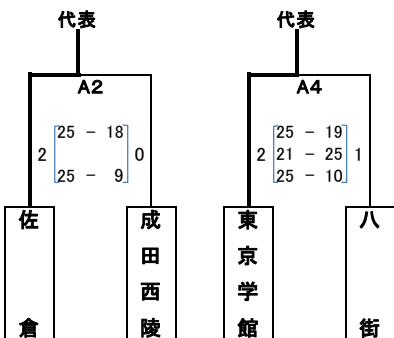 代表 代表
A2 A4
25 － 18 25 － 19
2 0 2 21 － 25 1
25 － 9 25 － 10
佐倉 成田西陵 東京学館 八街